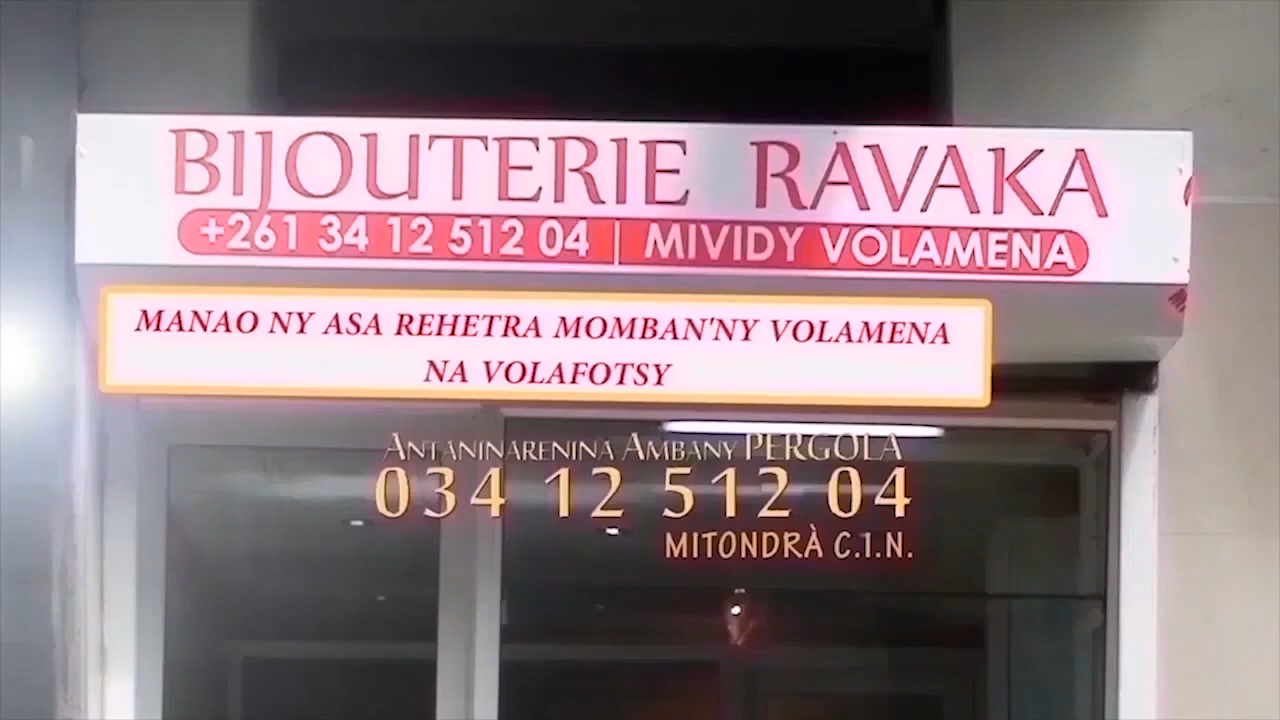 BIJOUTERIE RAVAKA
+261 34 12 512 04 | MIVIDY VOLAMENA
MANAO NY ASA REHETRA MOMBAN'NY VOLAMENA
NA VOLAFOTSY
ANTANINARENINA AMBANY PERGOLA
034 12 512 04
MITONDRÀ C.I.N.